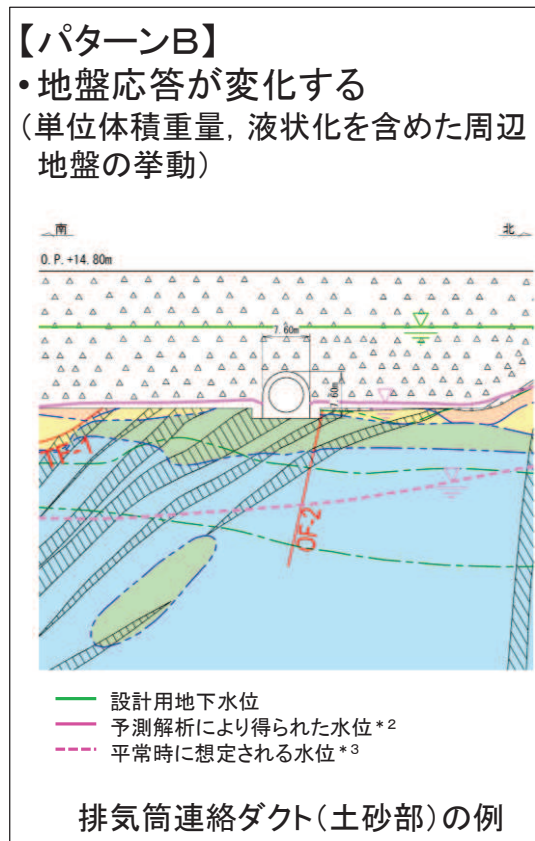 【パターンB】
•地盤応答が変化する
(単位体積重量, 液状化を含めた周辺
地盤の挙動)
南
北
O.P.+14.80m
7.60m
7.60m
TF-1
OF-2
設計用地下水位
予測解析により得られた水位*2
平常時に想定される水位*3
排気筒連絡ダクト(土砂部)の例